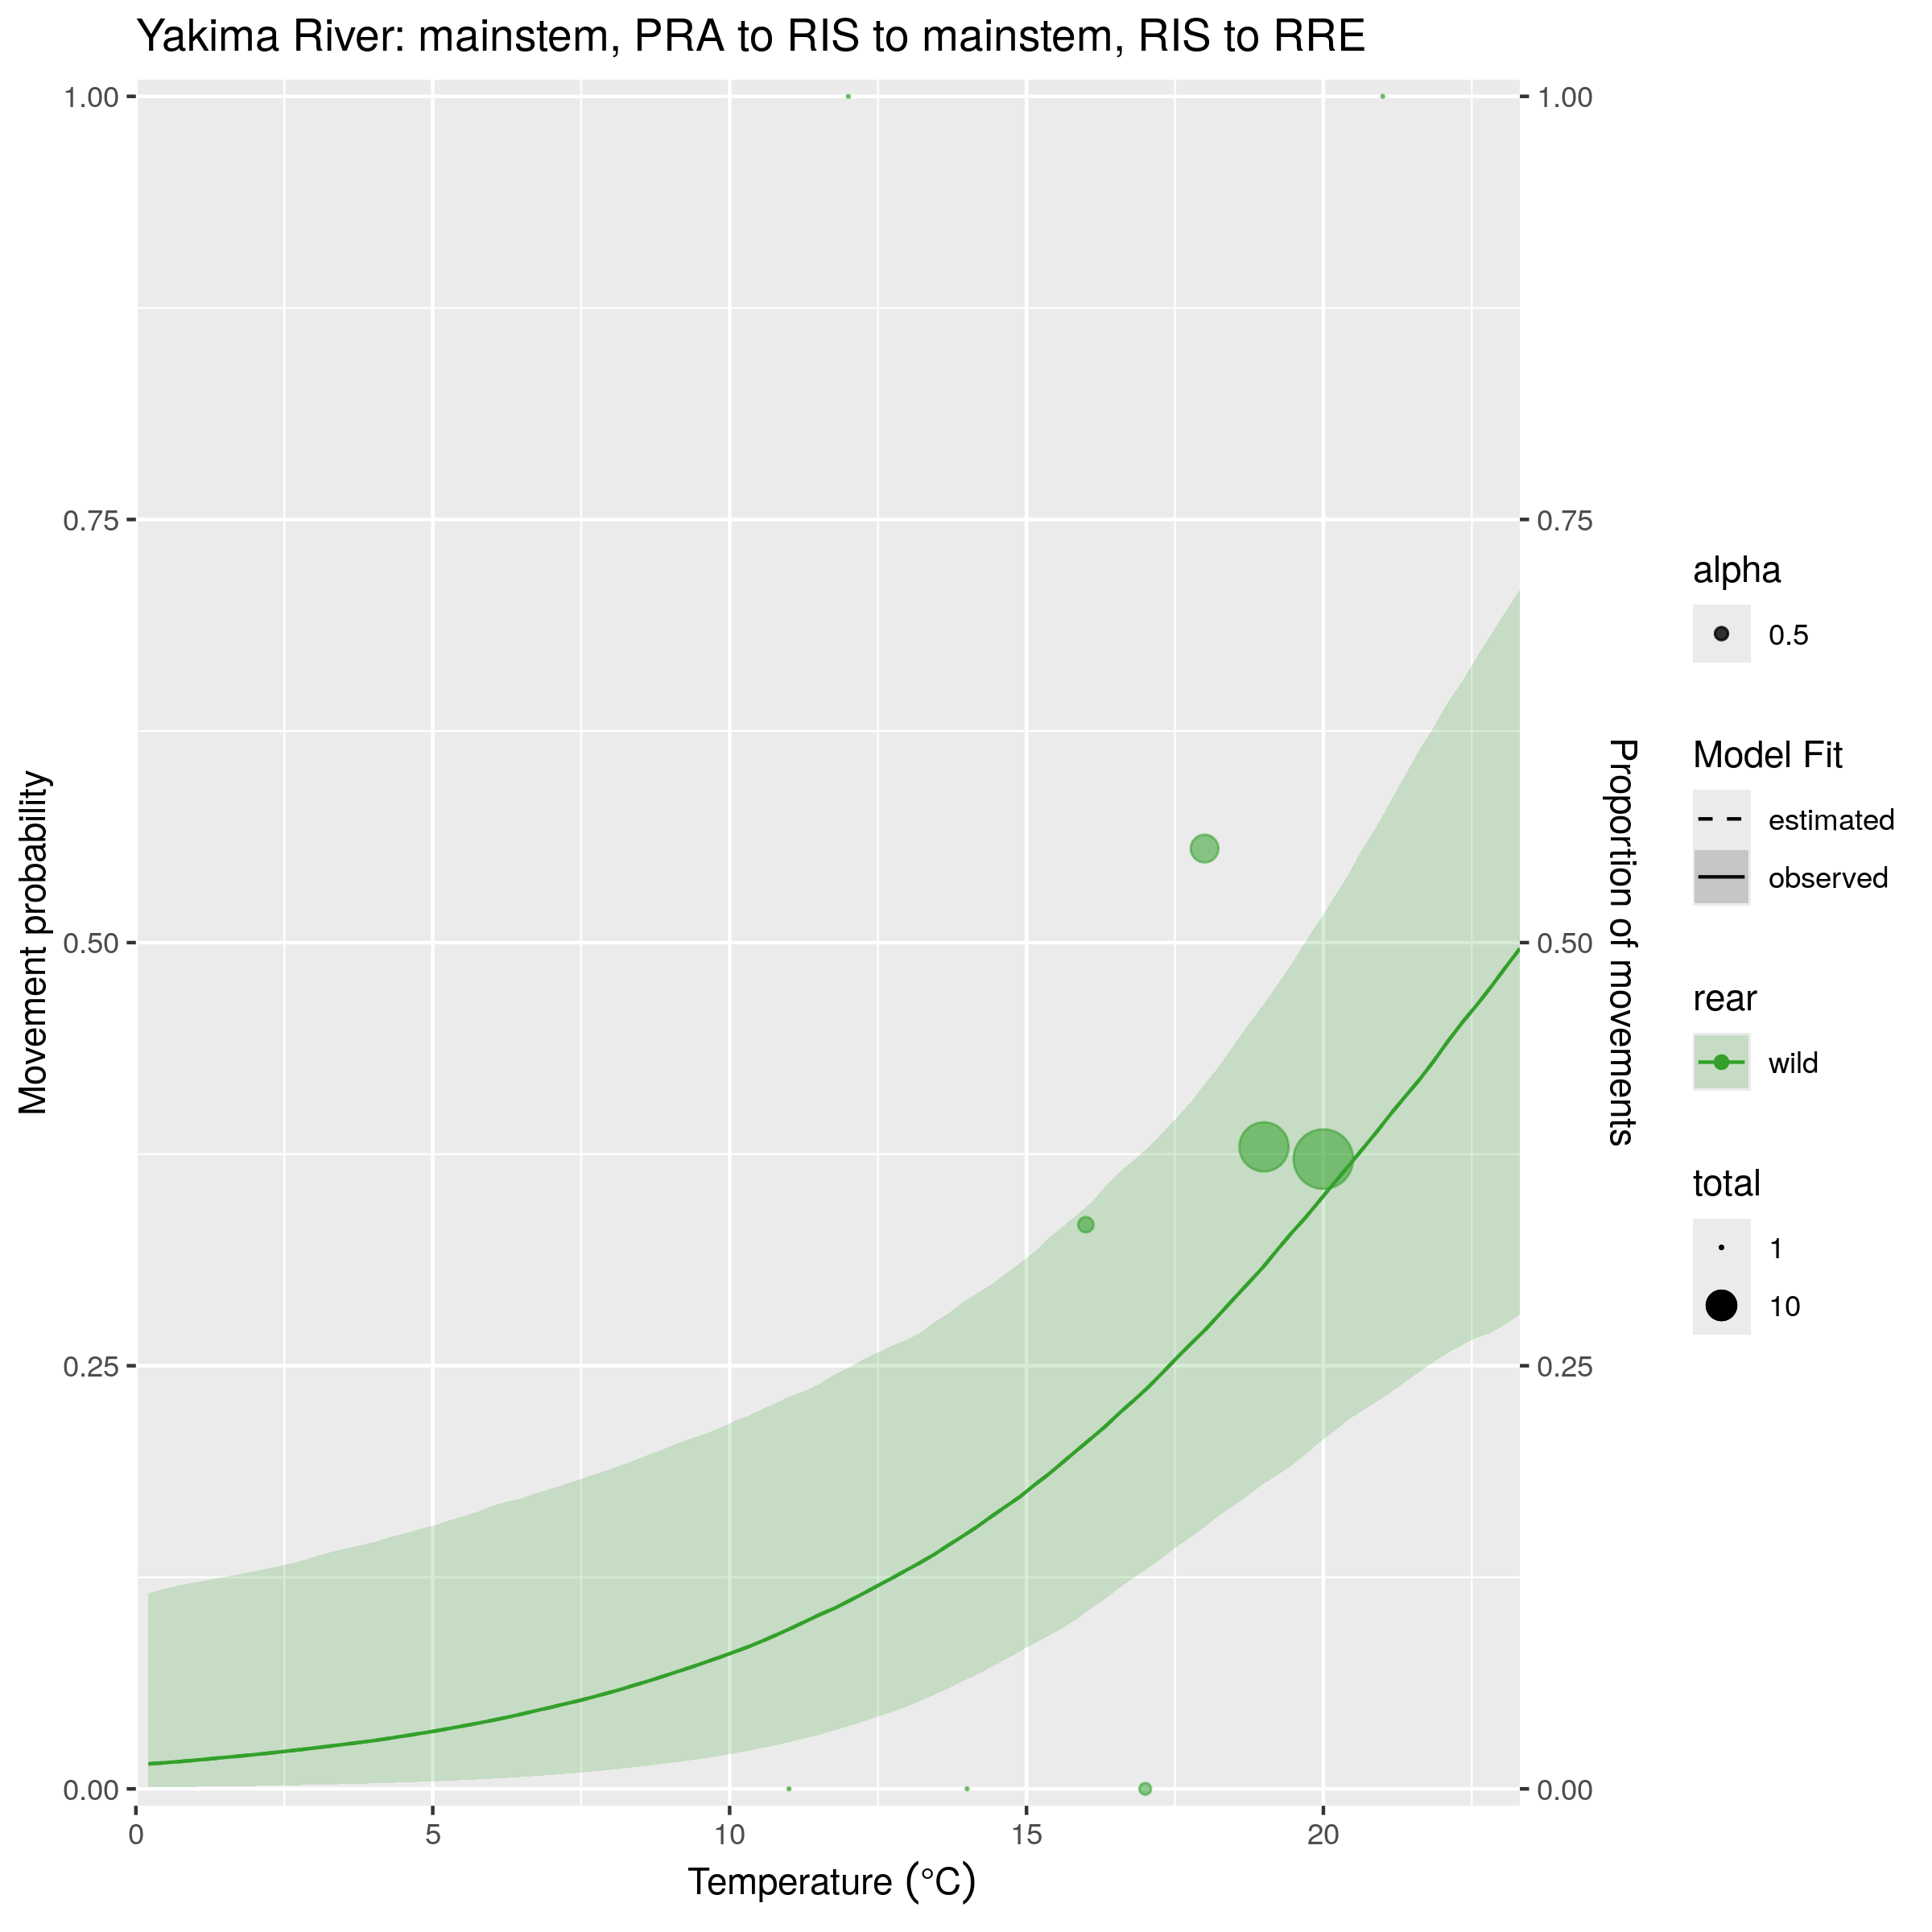 Yakima River: mainstem, PRA to RIS to mainstem, RIS to RRE
1.00
0.75
0.50
0.25
0.00
Movement probability
0
5
10
15
20
Temperature (°C)
1.00
0.75
0.50
0.25
0.00
Proportion of movements
alpha
0.5
Model Fit
estimated
observed
rear
wild
total
1
10